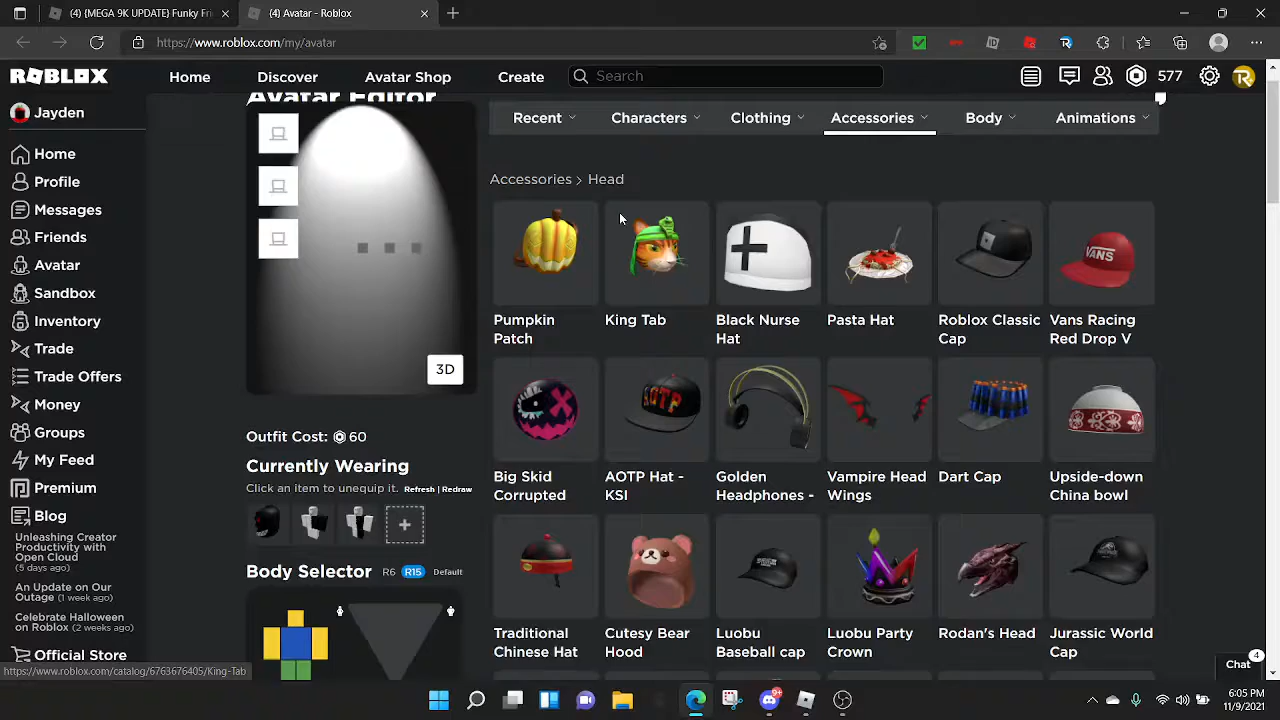 (4) {MEGA 9K UPDATE} Funky Fri
(4) Avatar - Roblox
https://www.roblox.com/my/avatar
ROBLOX
Home
Discover
Avatar Shop
Create
Search
577
Jayden
Home
Profile
Messages
Friends
Avatar
Sandbox
Inventory
Trade
Trade Offers
Money
Groups
My Feed
Premium
Blog
Unleashing Creator
Productivity with
Open Cloud
(5 days ago)
An Update on Our
Outage (1 week ago)
Celebrate Halloween
on Roblox (2 weeks ago)
Official Store
https://www.roblox.com/catalog/6763676405/King-Tab
Avatar Editor
3D
Outfit Cost: 60
Currently Wearing
Click an item to unequip it. Refresh | Redraw
Body Selector R6 R15 Default
Recent
Characters
Clothing
Accessories
Body
Animations
Accessories > Head
VANS
Pumpkin
Patch
King Tab
Black Nurse
Hat
Pasta Hat
Roblox Classic
Cap
Vans Racing
Red Drop V
AOTP
Big Skid
Corrupted
AOTP Hat -
KSI
Golden
Headphones -
Vampire Head
Wings
Dart Cap
Upside-down
China bowl
Traditional
Chinese Hat
Cutesy Bear
Hood
Luobu
Baseball cap
Luobu Party
Crown
Rodan's Head
Jurassic World
Cap
Chat
4
6:05 PM
11/9/2021